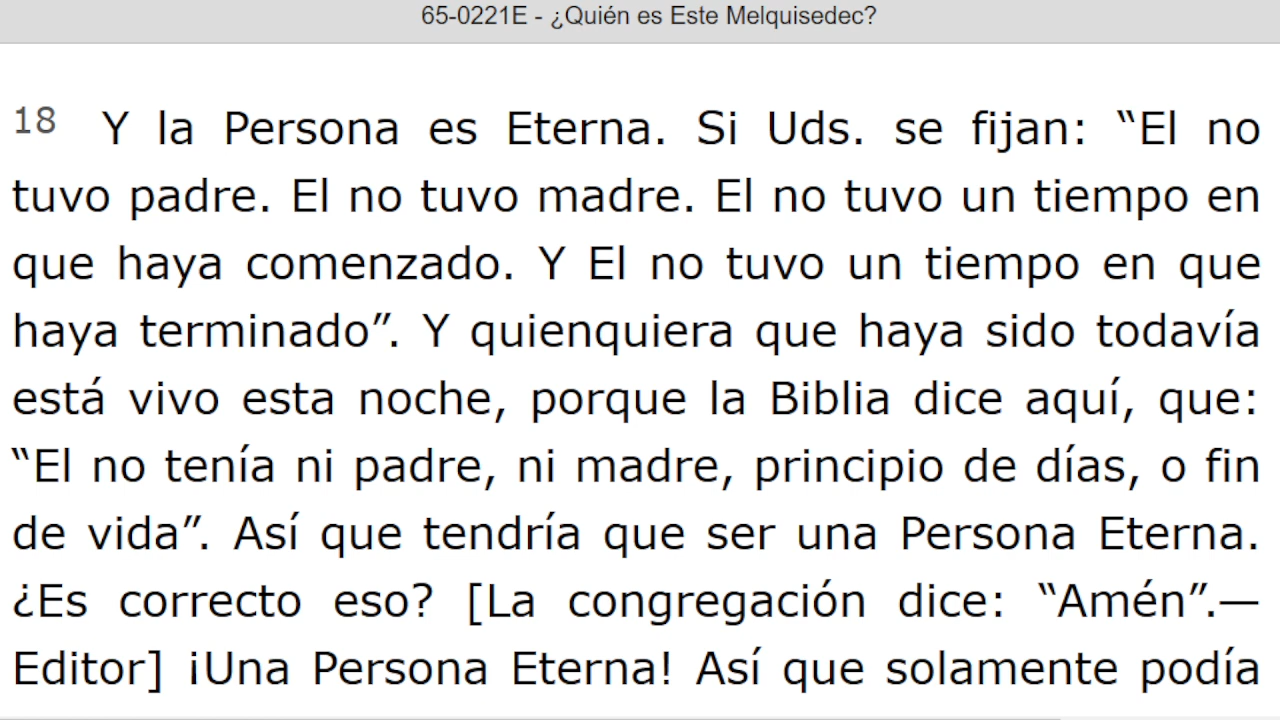 65-0221E - ¿Quién es Este Melquisedec?
18 Y la Persona es Eterna. Si Uds. se fijan: “El no
tuvo padre. El no tuvo madre. El no tuvo un tiempo en
que haya comenzado. Y El no tuvo un tiempo en que
haya terminado”. Y quienquiera que haya sido todavía
está vivo esta noche, porque la Biblia dice aquí, que:
“El no tenía ni padre, ni madre, principio de días, o fin
de vida”. Así que tendría que ser una Persona Eterna.
¿Es correcto eso? [La congregación dice: “Amén”.—
Editor] ¡Una Persona Eterna! Así que solamente podía